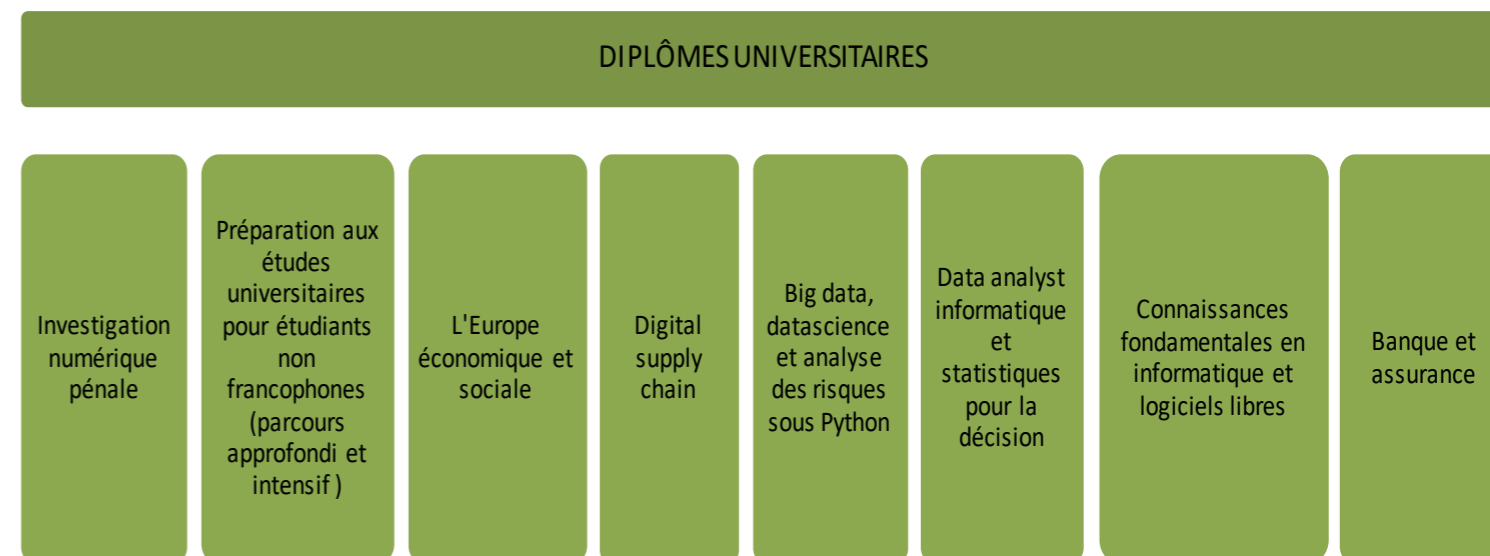 DIPLÔMES UNIVERSITAIRES
Investigation
numérique
pénale
Préparation aux
études
universitaires
pour étudiants
non
francophones
(parcours
approfondi et
intensif )
L'Europe
économique et
sociale
Digital
supply
chain
Big data,
datascience
et analyse
des risques
sous Python
Data analyst
informatique
et
statistiques
pour la
décision
Connaissances
fondamentales en
informatique et
logiciels libres
Banque et
assurance